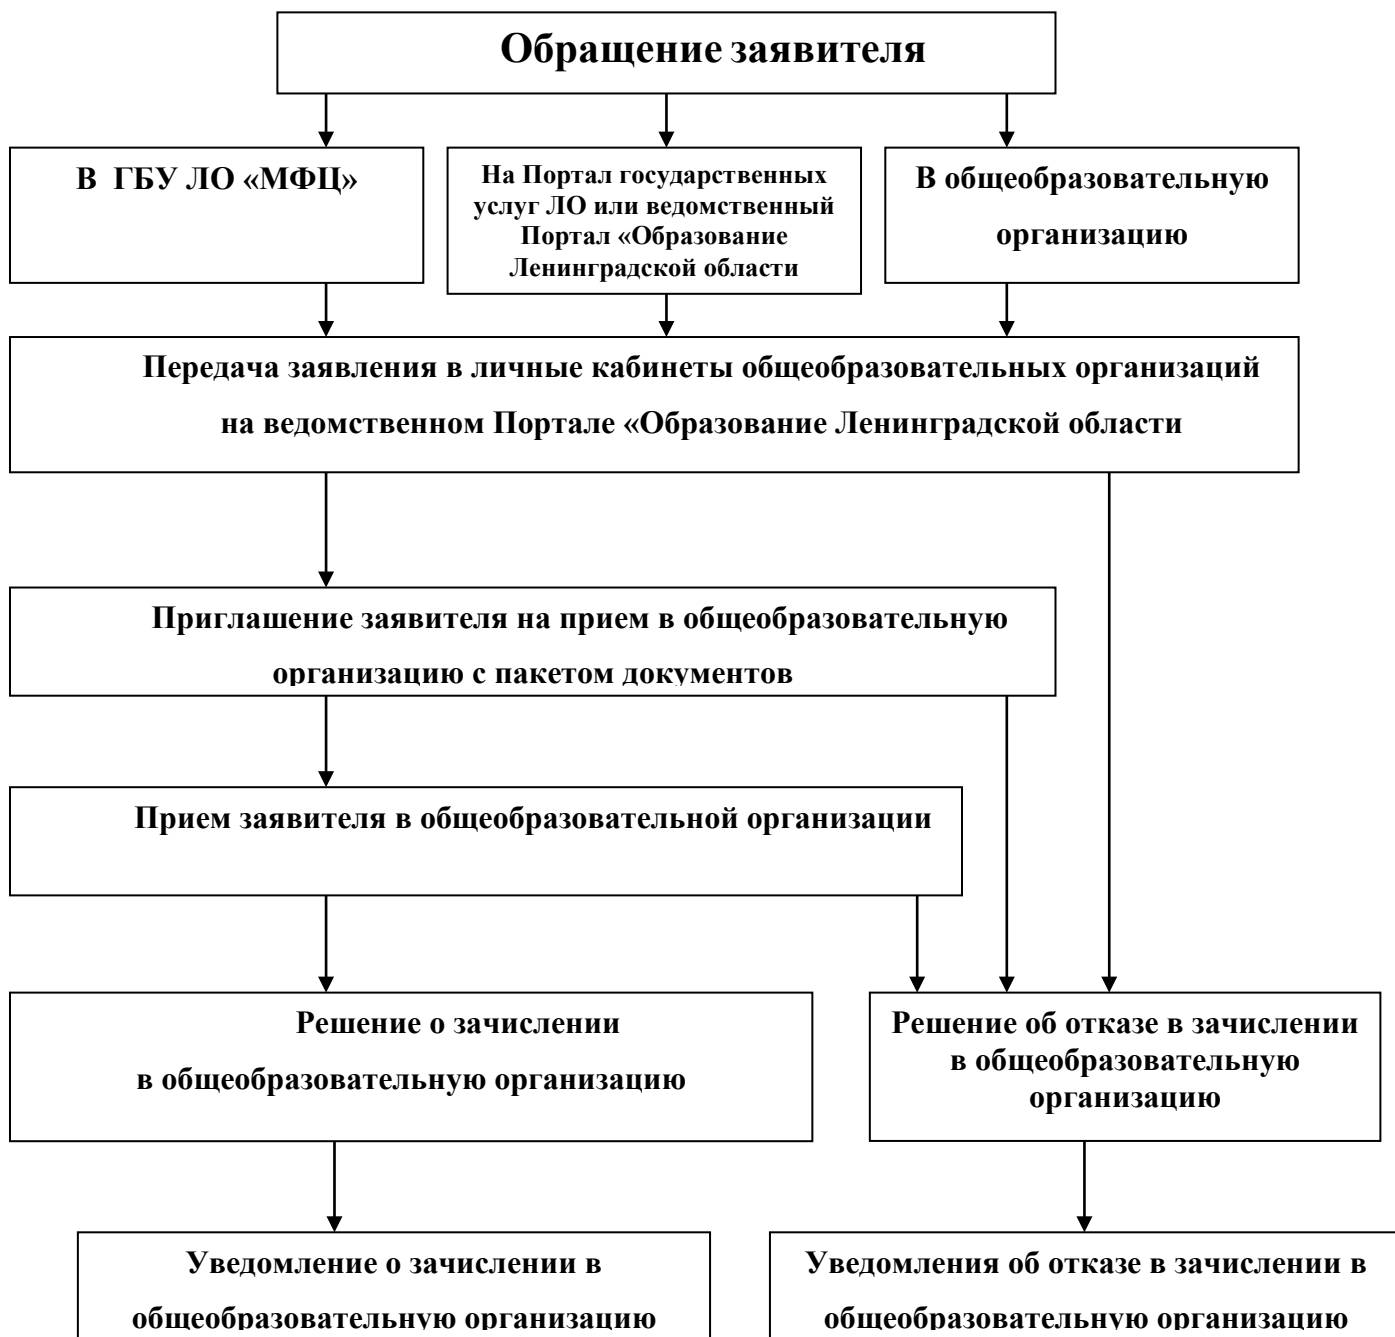 Обращение заявителя
В ГБУ ЛО «МФЦ»
На Портал государственных
услуг ЛО или ведомственный
Портал «Образование
Ленинградской области
В общеобразовательную
организацию
Передача заявления в личные кабинеты общеобразовательных организаций
на ведомственном Портале «Образование Ленинградской области
Приглашение заявителя на прием в общеобразовательную
организацию с пакетом документов
Прием заявителя в общеобразовательной организации
Решение о зачислении
в общеобразовательную организацию
Решение об отказе в зачислении
в общеобразовательную
организацию
Уведомление о зачислении в
общеобразовательную организацию
Уведомления об отказе в зачислении в
общеобразовательную организацию